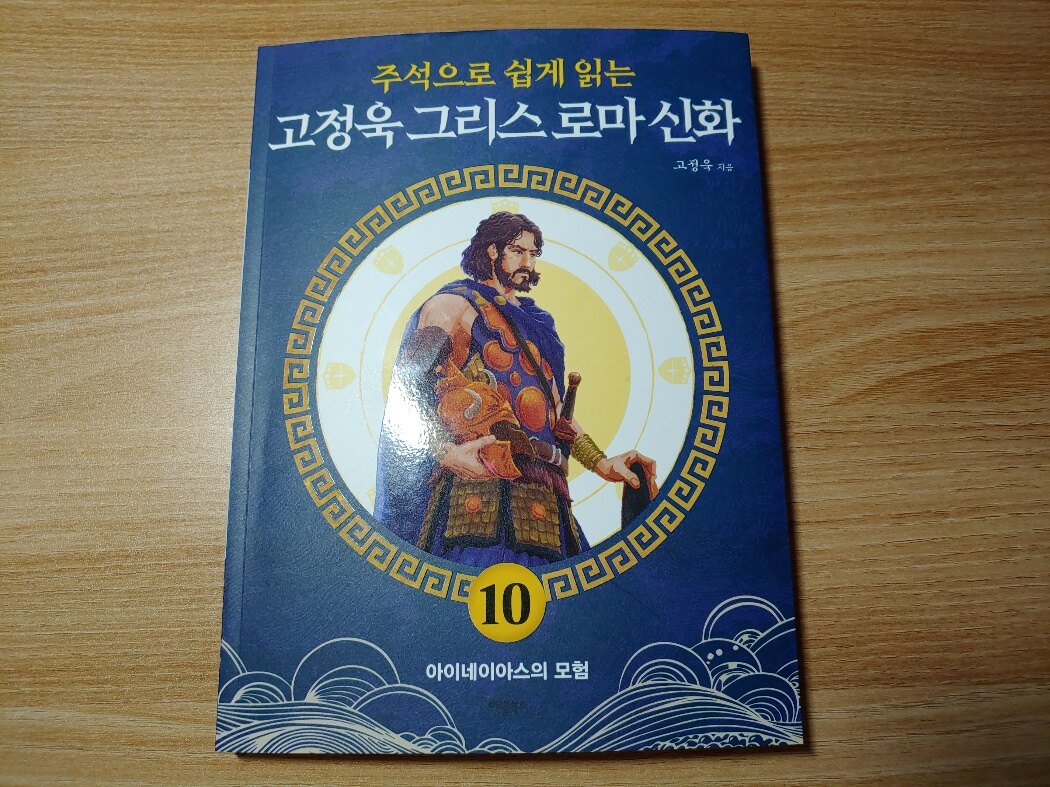 주석으로 쉽게 읽는
고정욱 그리스 로마 신화
고정욱 지음
10
아이네이아스의 모험